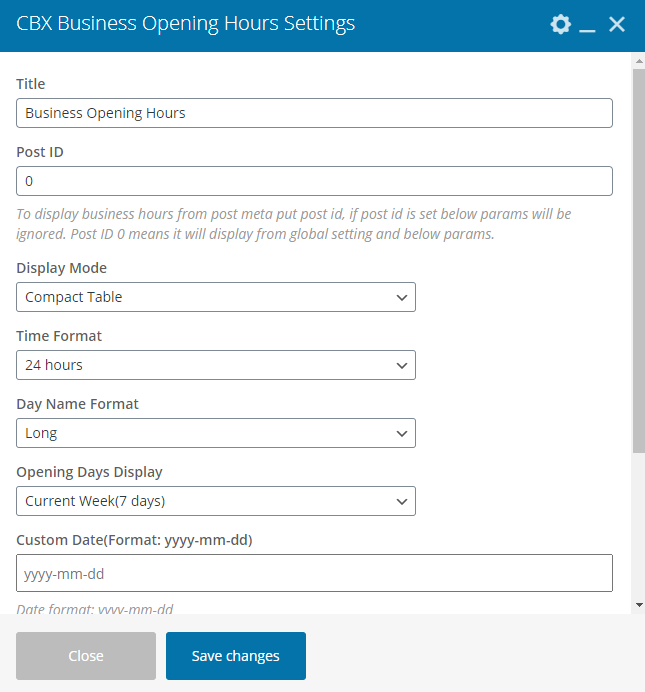 CBX Business Opening Hours Settings
Title
Business Opening Hours
Post ID
0
To display business hours from post meta put post id, if post id is set below params will be
ignored. Post ID 0 means it will display from global setting and below params.
Display Mode
Compact Table
Time Format
24 hours
Day Name Format
Long
Opening Days Display
Current Week(7 days)
Custom Date(Format: yyyy-mm-dd)
yyyy-mm-dd
Date format: yyyy-mm-dd
Close
Save changes